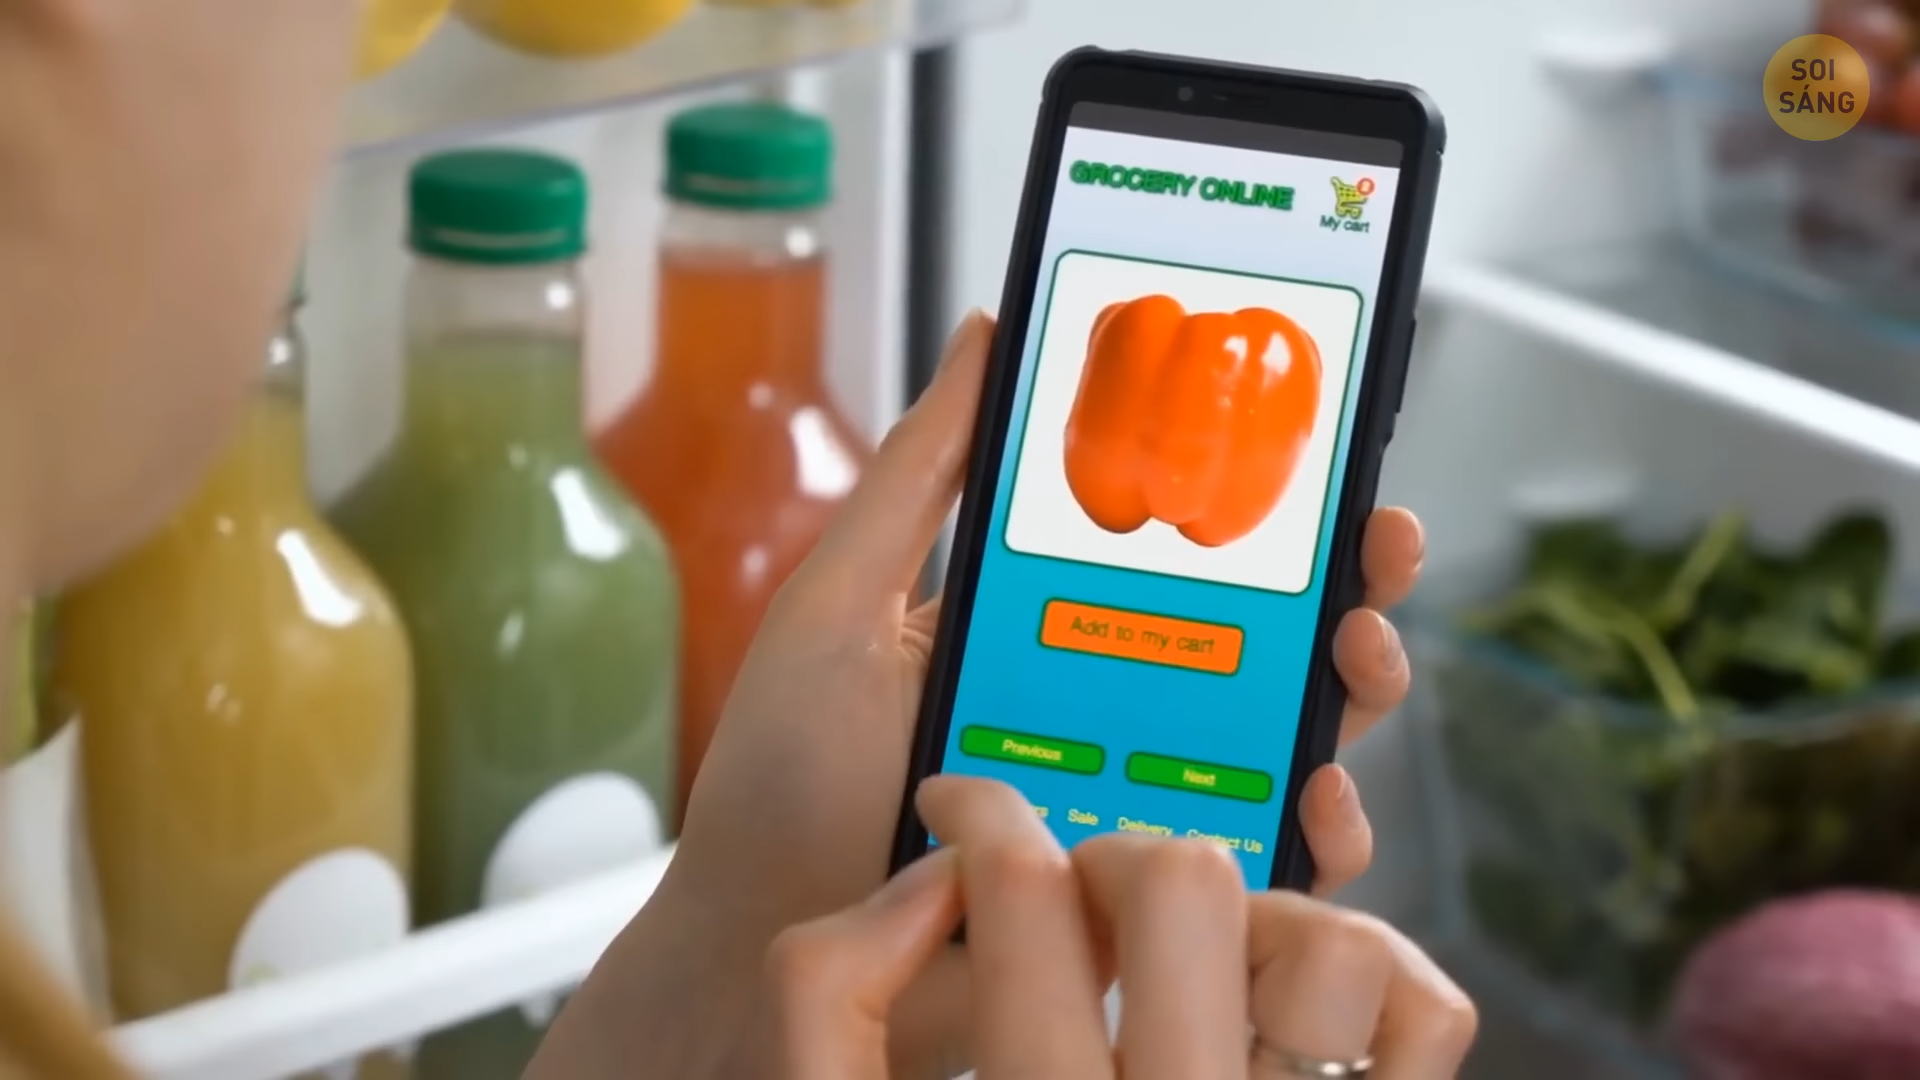 SOI
SÁNG
GROCERY ONLINE
My cart
Add to my cart
Previous
Next
Sale Delivery Contact Us